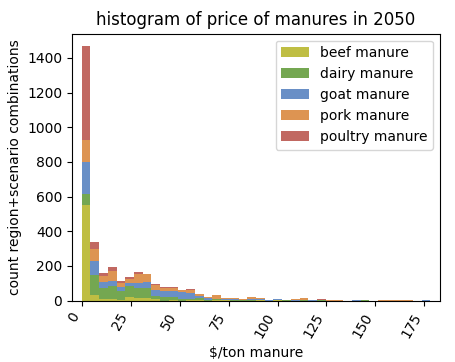 histogram of price of manures in 2050
count region+scenario combinations
1400
1200
1000
800
600
400
200
0
beef manure
dairy manure
goat manure
pork manure
poultry manure
0
25
50
75
100
125
150
175
$/ton manure